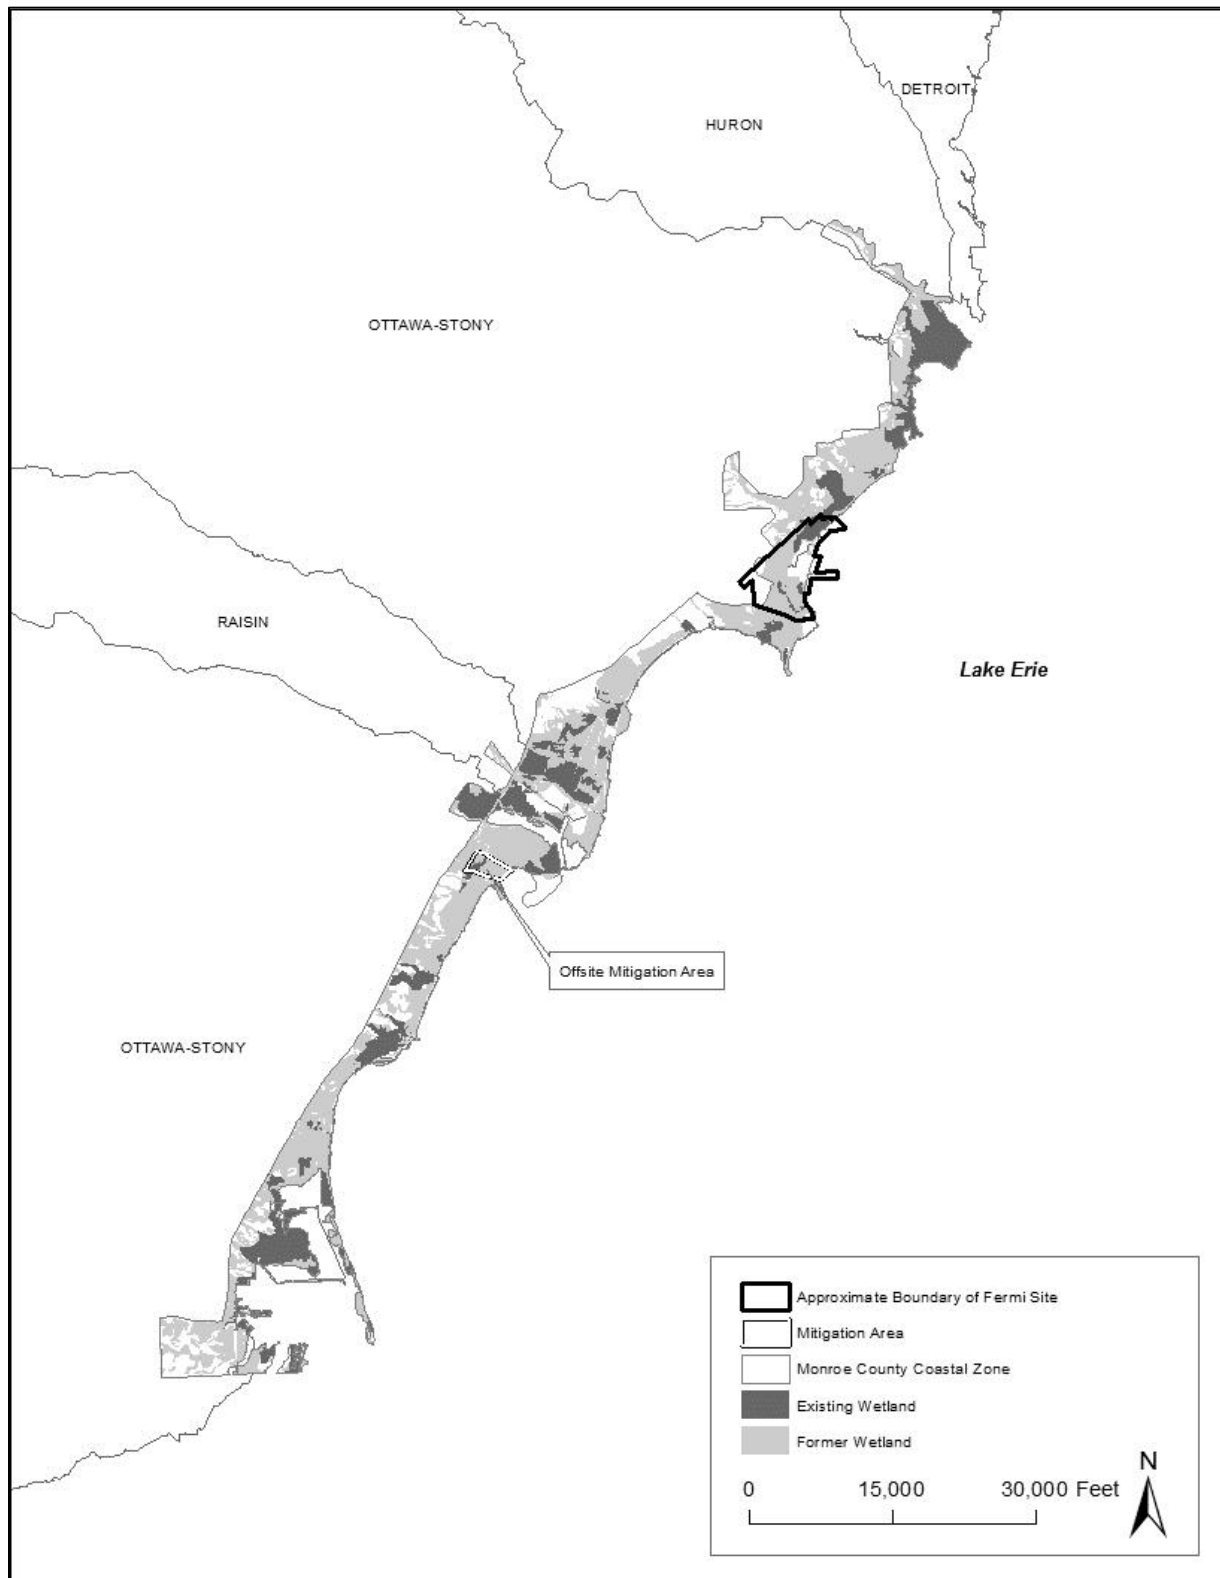 DETROIT
HURON
OTTAWA-STONY
RAISIN
Lake Erie
Offsite Mitigation Area
OTTAWA-STONY
Approximate Boundary of Fermi Site
Mitigation Area
Monroe County Coastal Zone
Existing Wetland
Former Wetland
N
0 15,000 30,000 Feet